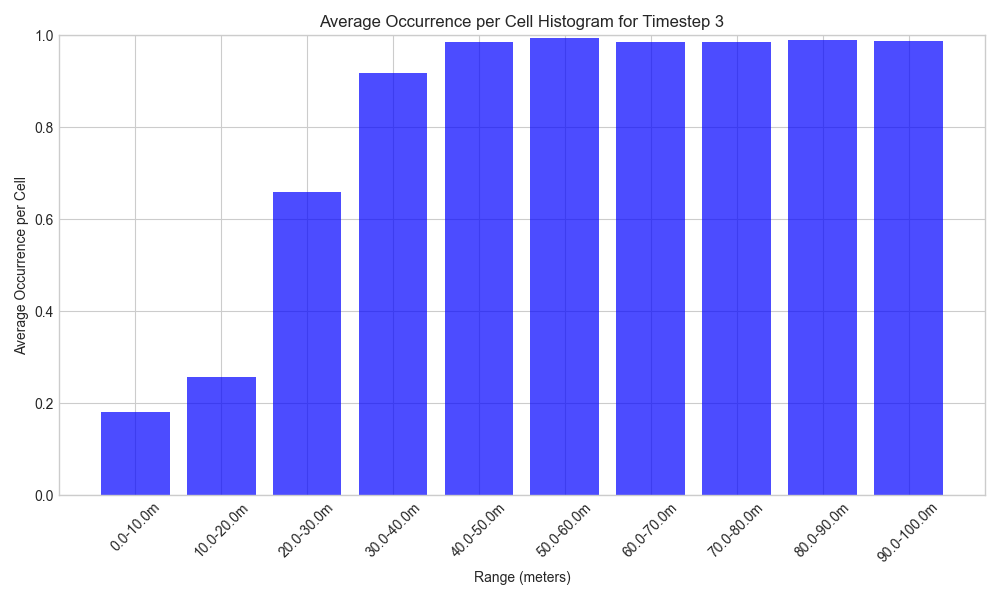 Average Occurrence per Cell Histogram for Timestep 3
1.0
0.8
0.6
0.4
0.2
0.0
Average Occurrence per Cell
0.0-10.0m
10.0-20.0m
20.0-30.0m
30.0-40.0m
40.0-50.0m
50.0-60.0m
60.0-70.0m
70.0-80.0m
80.0-90.0m
90.0-100.0m
Range (meters)